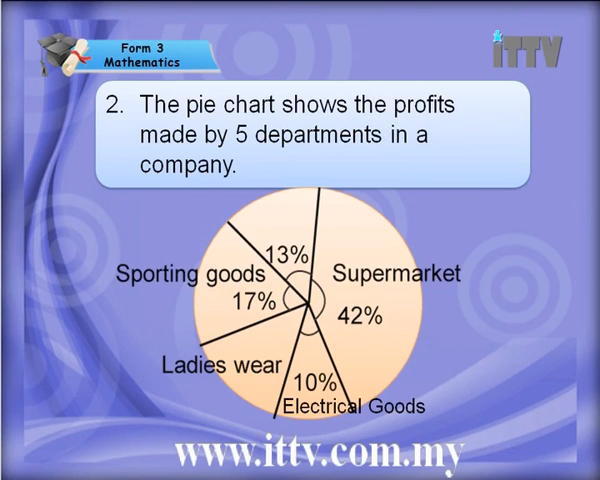 Form 3
Mathematics
iTTV
2. The pie chart shows the profits
made by 5 departments in a
company.
13%
Sporting goods
Supermarket
17%
42%
Ladies wear
10%
Electrical Goods
www.ittv.com.my